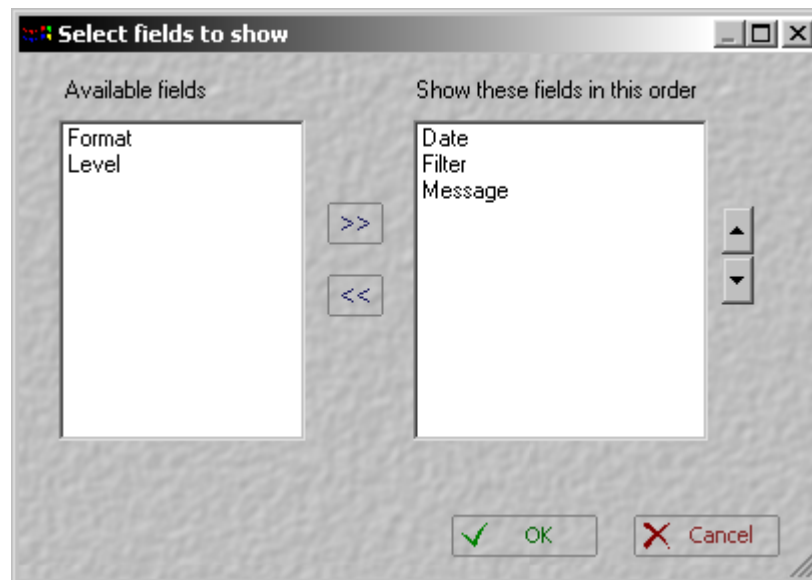 Select fields to show
Available fields
Show these fields in this order
Format
Level
Date
Filter
Message
>>
<<
OK
Cancel